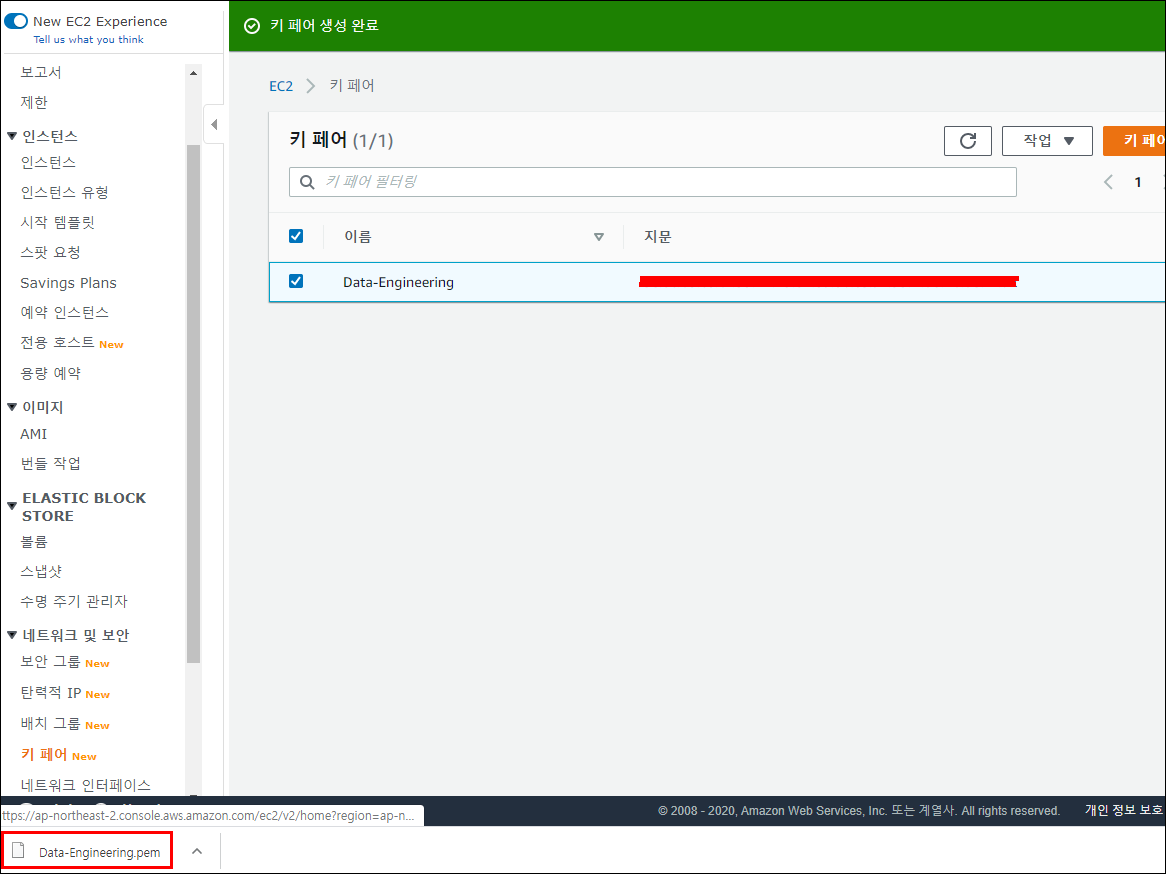 New EC2 Experience
Tell us what you think
보고서
제한
인스턴스
인스턴스
인스턴스 유형
시작 템플릿
스팟 요청
Savings Plans
예약 인스턴스
전용 호스트 New
용량 예약
이미지
AMI
번들 작업
ELASTIC BLOCK
STORE
볼륨
스냅샷
수명 주기 관리자
네트워크 및 보안
보안 그룹 New
탄력적 IP New
배치 그룹 New
키 페어 New
네트워크 인터페이스
키 페어 생성 완료
EC2 키 페어
키 페어 (1/1)
작업
키 페어
키 페어 필터링
1
이름 지문
Data-Engineering
© 2008 - 2020, Amazon Web Services, Inc. 또는 계열사. All rights reserved. 개인 정보 보호
ttps://ap-northeast-2.console.aws.amazon.com/ec2/v2/home?region=ap-n...
Data-Engineering.pem